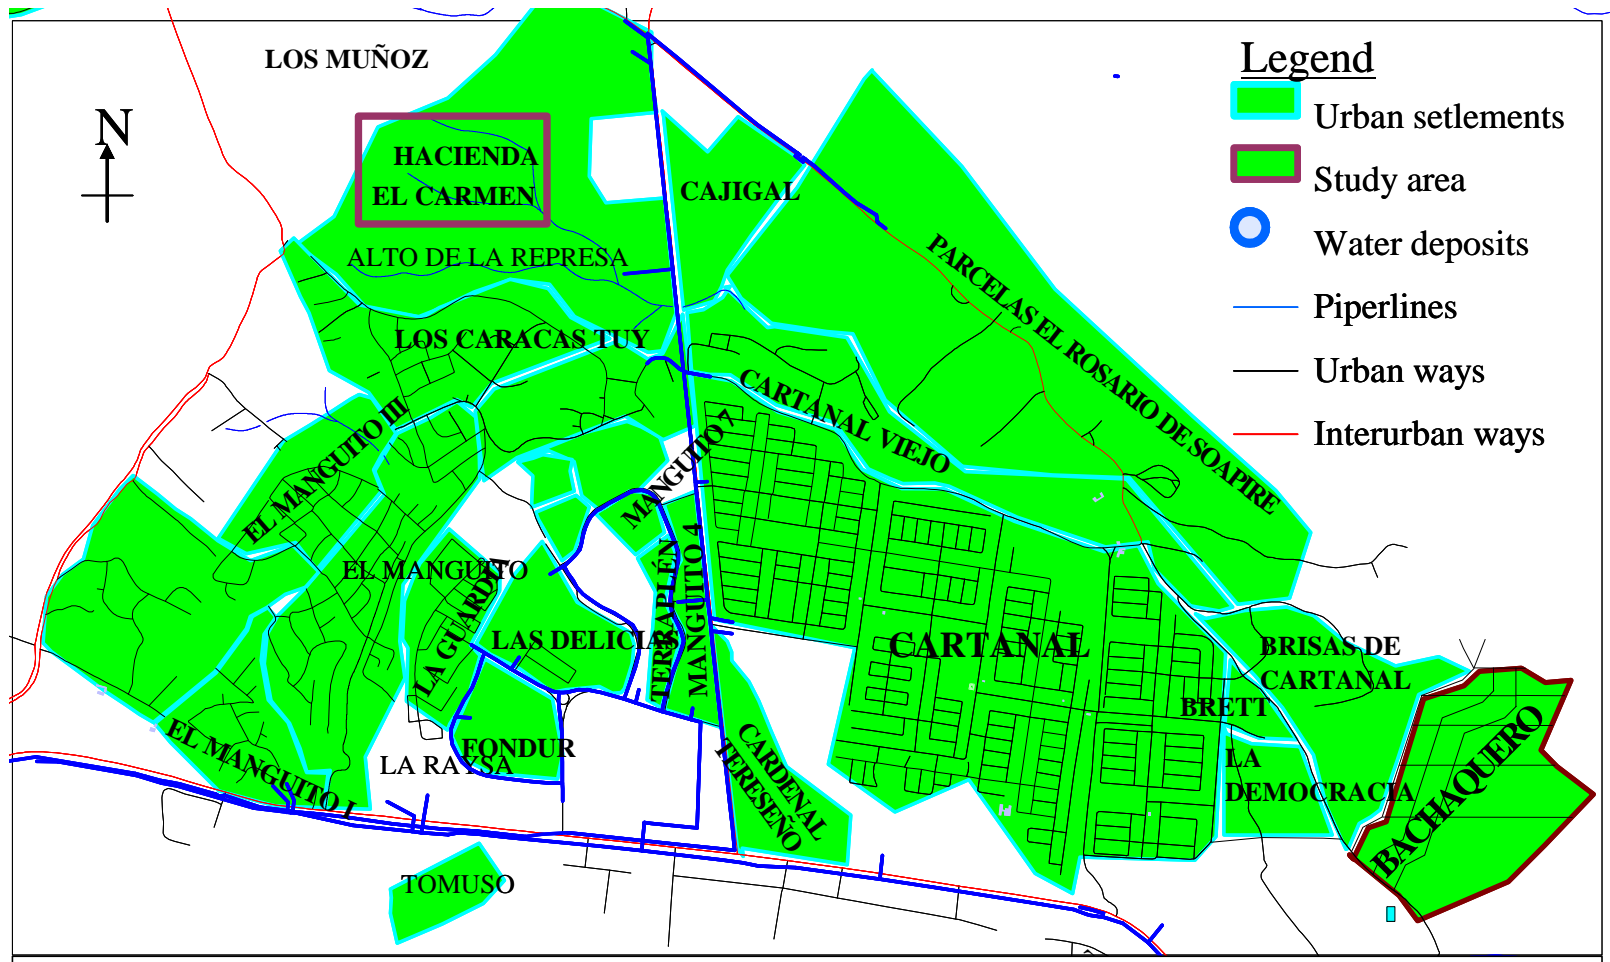 LOS MUÑOZ
Legend
Urban setlements
Study area
Water deposits
Piperlines
Urban ways
Interurban ways
N
HACIENDA
EL CARMEN
CAJIGAL
ALTO DE LA REPRESA
PARCELAS EL ROSARIO DE SOAPIRE
LOS CARACAS TUY
CARTANAL VIEJO
EL MANGUITO III
MANGUITO 7
EL MANGUITO
LA GUARDIA
LAS DELICIAS
TERRAPLÉN
MANGUITO 4
CARTANAL
BRISAS DE
CARTANAL
BRETT
LA
DEMOCRACIA
BACHAQUERO
EL MANGUITO I
LA RAYSA
FONDUR
CARDENAL
TERESEÑO
TOMUSO